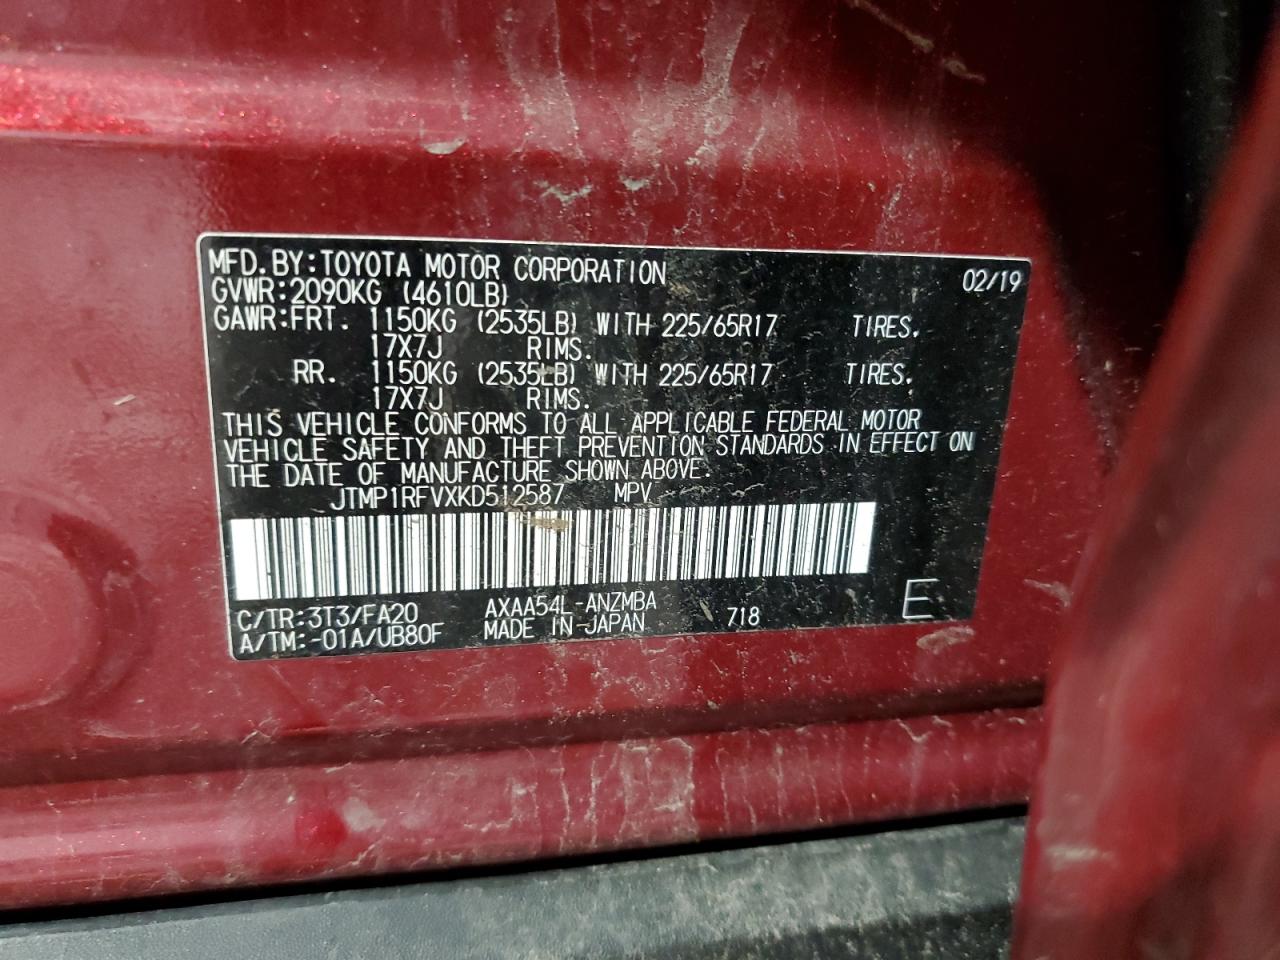 MFD.BY:TOYOTA MOTOR CORPORATION 02/19
GVWR:2090KG (4610LB)
GAWR:FRT. 1150KG (2535LB) WITH 225/65R17 TIRES.
17X7J RIMS.
RR. 1150KG (2535LB) WITH 225/65R17 TIRES.
17X7J RIMS.
THIS VEHICLE CONFORMS TO ALL APPLICABLE FEDERAL MOTOR
VEHICLE SAFETY AND THEFT PREVENTION STANDARDS IN EFFECT ON
THE DATE OF MANUFACTURE SHOWN ABOVE.
JTMP1RFVXKD512587 MPV
C/TR:3T3/FA20 AXAA54L-ANZMBA 718 E
A/TM:-01A/UB80F MADE IN JAPAN